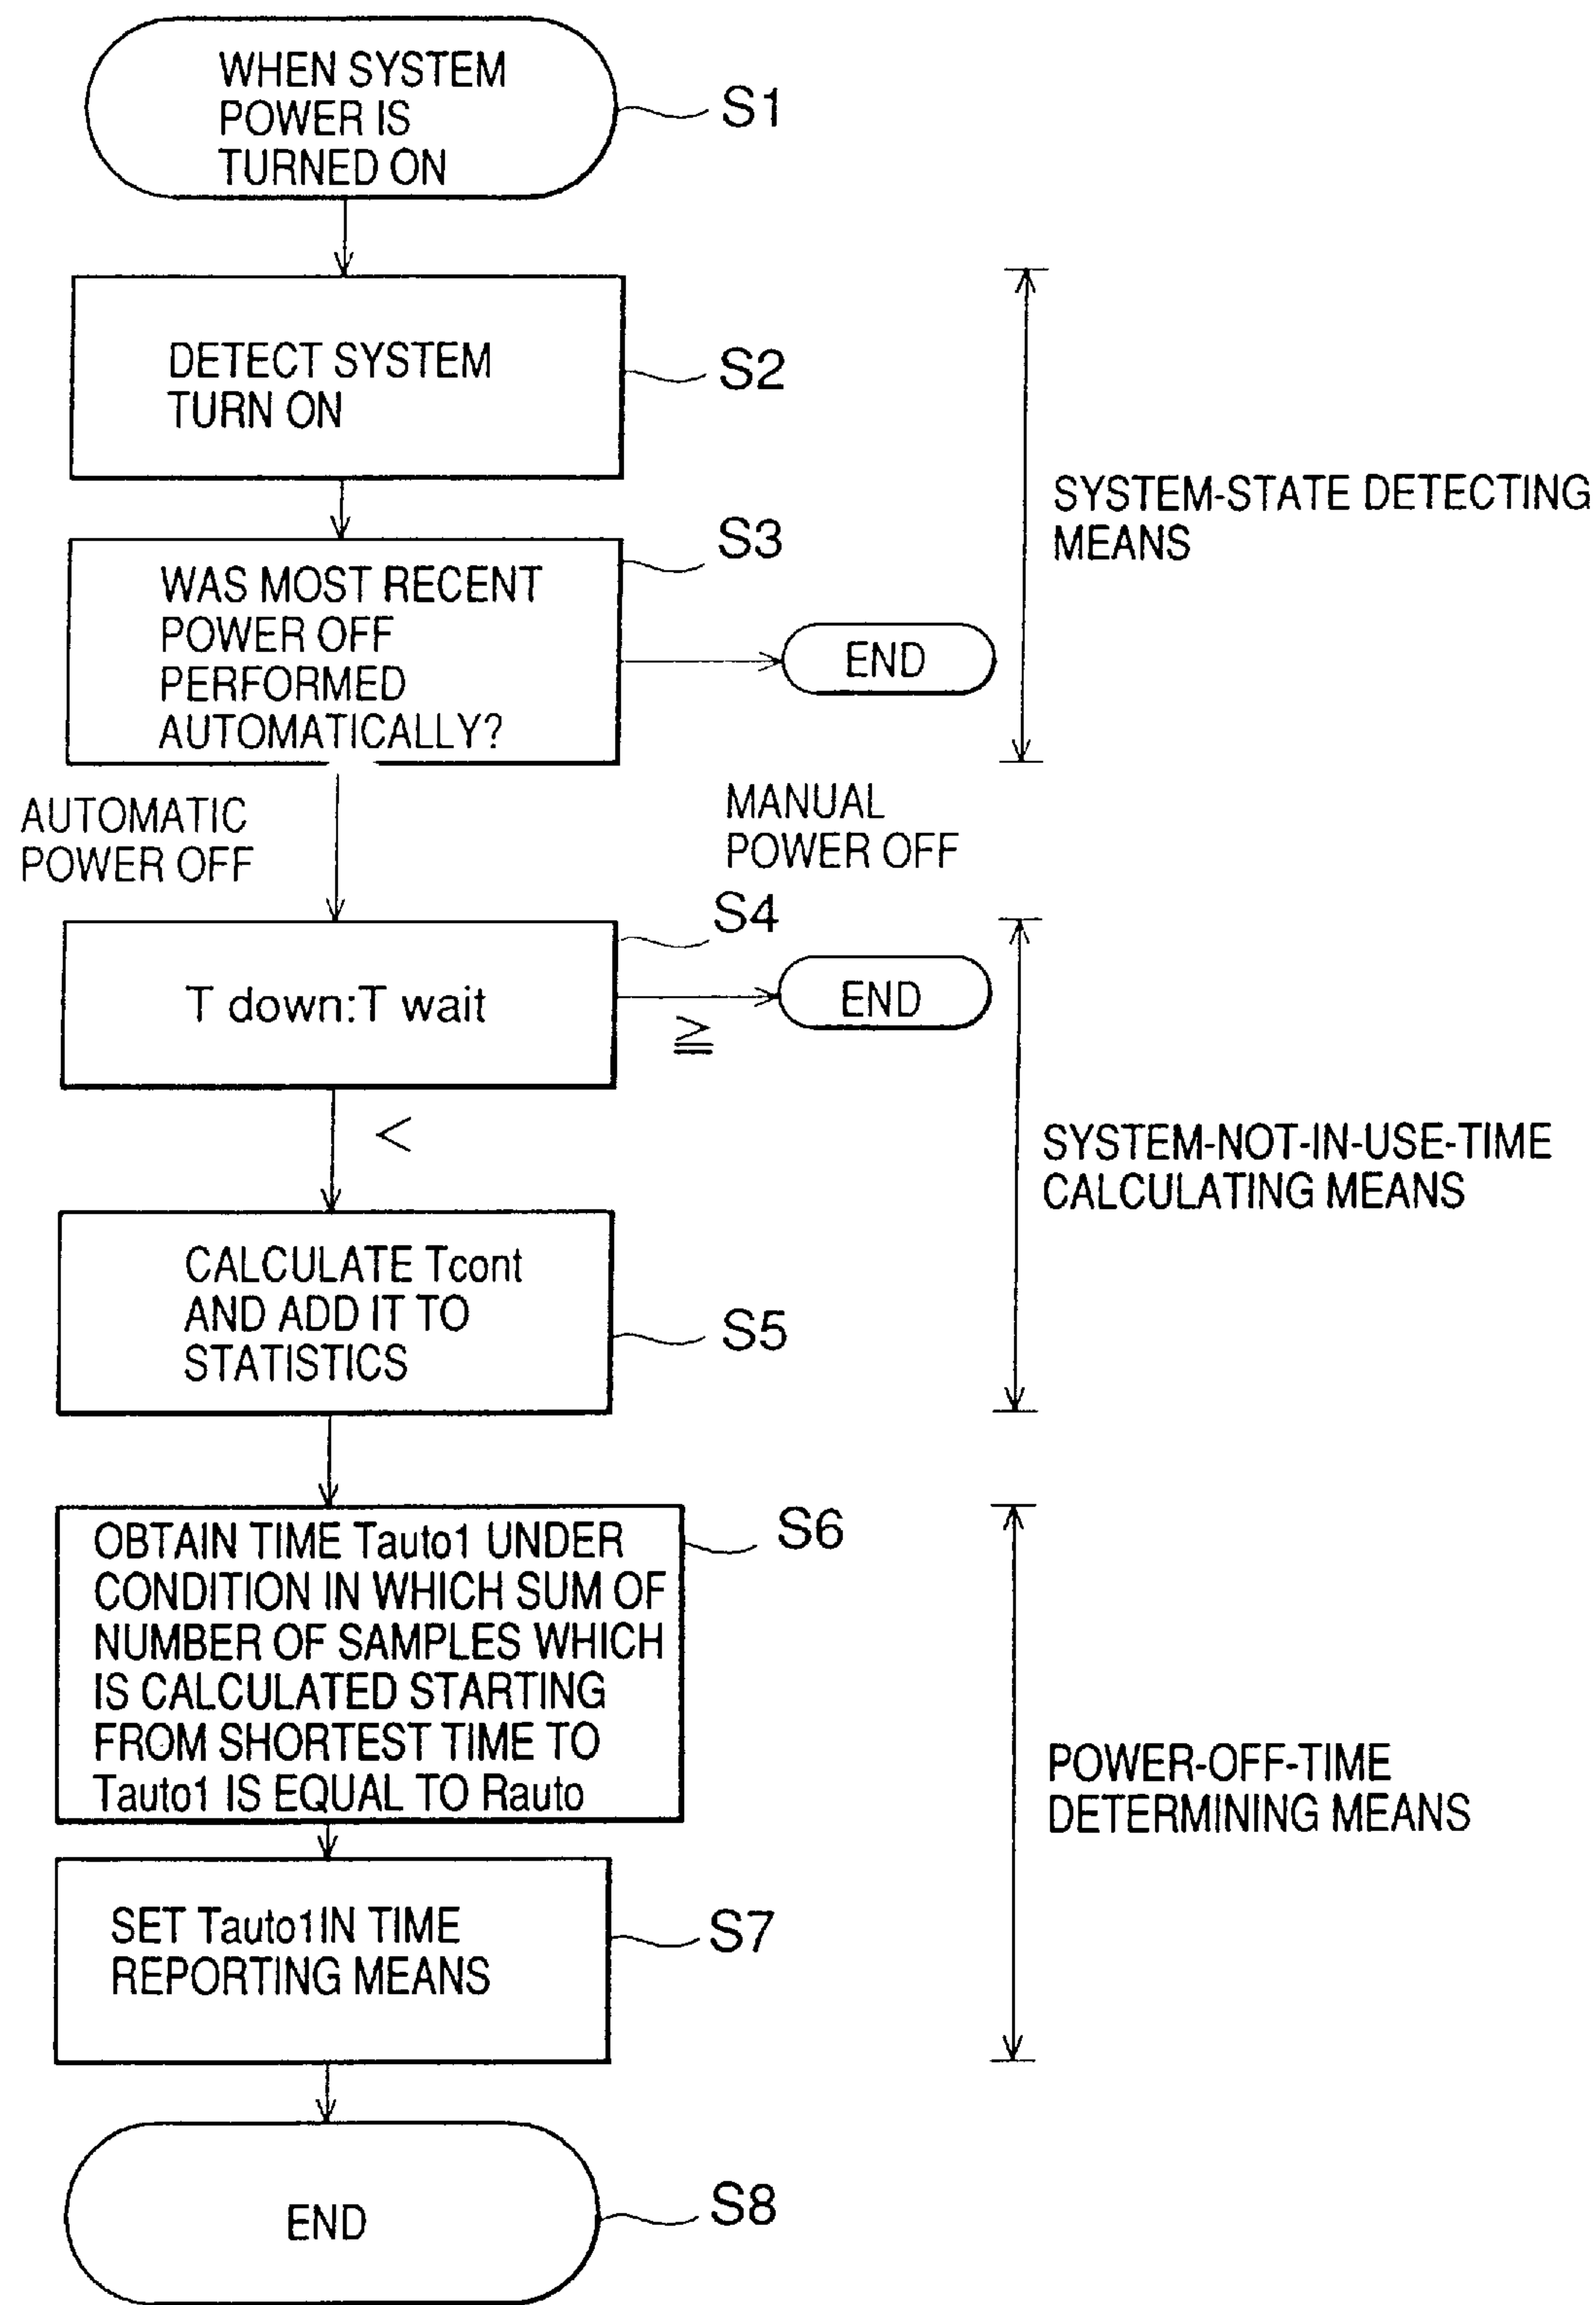 WHEN SYSTEM
POWER IS
TURNED ON
S1
DETECT SYSTEM
TURN ON
S2
SYSTEM-STATE DETECTING
MEANS
S3
WAS MOST RECENT
POWER OFF
PERFORMED
AUTOMATICALLY?
END
AUTOMATIC
POWER OFF
MANUAL
POWER OFF
S4
T down:T wait
≧
END
<
SYSTEM-NOT-IN-USE-TIME
CALCULATING MEANS
CALCULATE Tcont
AND ADD IT TO
STATISTICS
S5
OBTAIN TIME Tauto1 UNDER
CONDITION IN WHICH SUM OF
NUMBER OF SAMPLES WHICH
IS CALCULATED STARTING
FROM SHORTEST TIME TO
Tauto1 IS EQUAL TO Rauto
S6
POWER-OFF-TIME
DETERMINING MEANS
SET Tauto1IN TIME
REPORTING MEANS
S7
END
S8